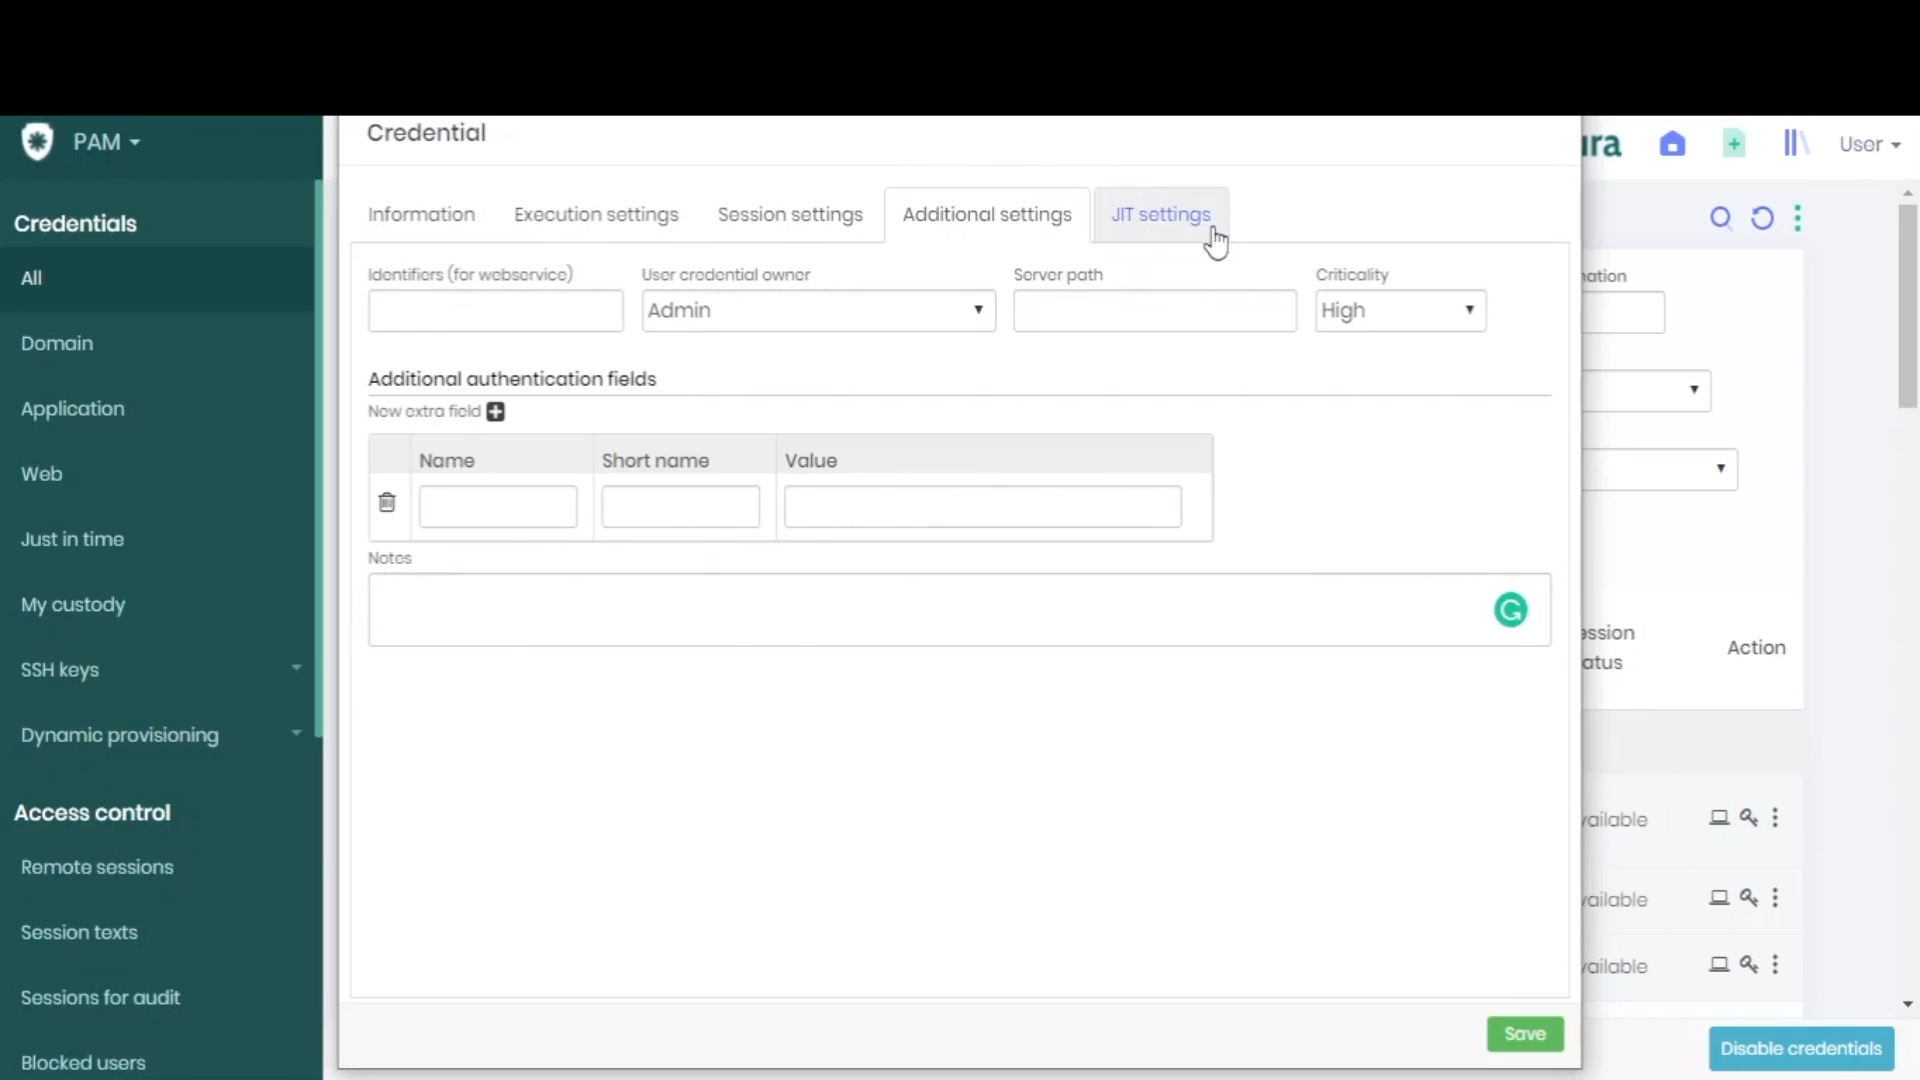 PAM
Credential
User
Credentials
Information
Execution settings
Session settings
Additional settings
JIT settings
All
Identifiers (for webservice)
User credential owner
Server path
Criticality
Admin
High
Domain
Additional authentication fields
Application
New extra field
Name
Short name
Value
Web
Just in time
Notes
My custody
SSH keys
Action
Dynamic provisioning
Access control
Remote sessions
Session texts
Sessions for audit
Save
Disable credentials
Blocked users